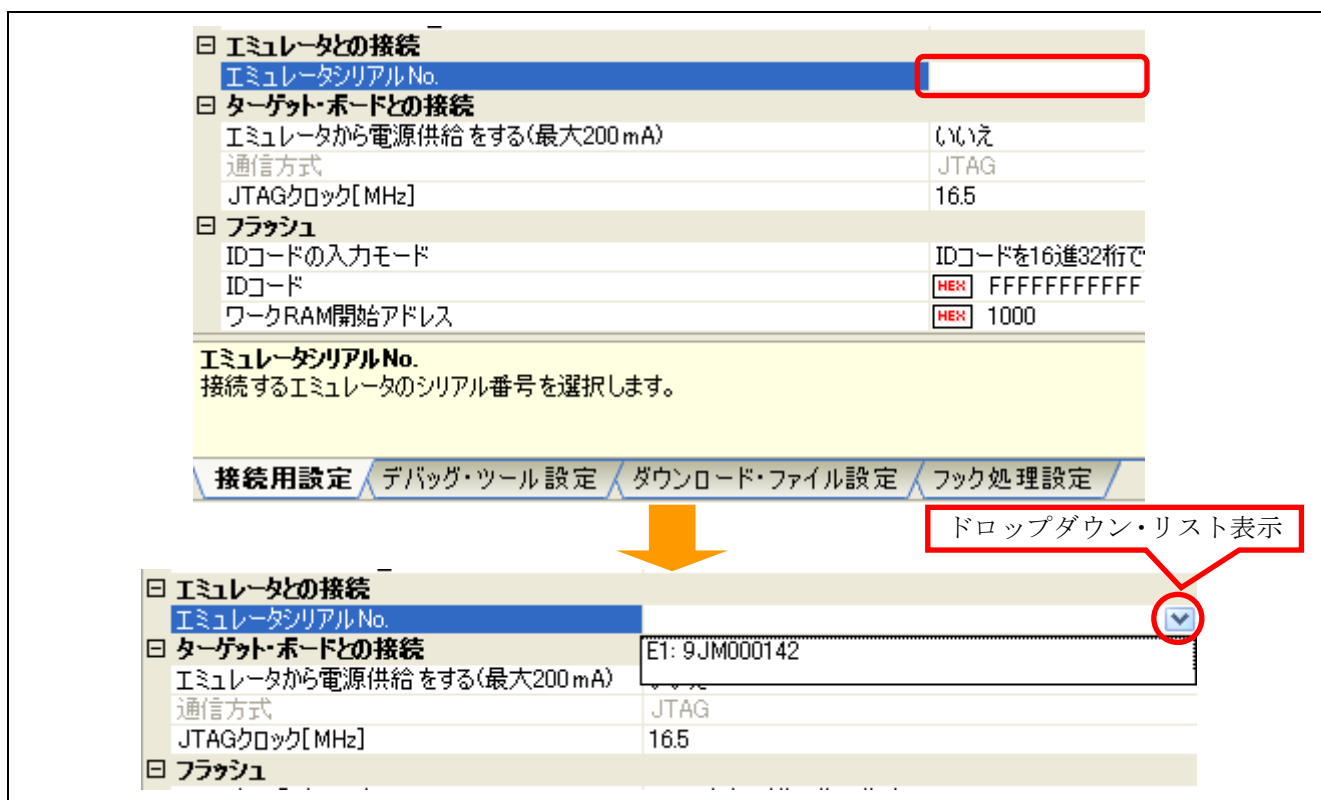 エミュレータとの接続
エミュレータシリアルNo.
ターゲット・ボードとの接続
エミュレータから電源供給をする(最大200mA) いいえ
通信方式 JTAG
JTAGクロック[MHz] 16.5
フラッシュ
IDコードの入力モード IDコードを16進32桁で
IDコード HEX FFFFFFFFFFF
ワークRAM開始アドレス HEX 1000
エミュレータシリアルNo.
接続するエミュレータのシリアル番号を選択します。
接続用設定 デバッグ・ツール設定 ダウンロード・ファイル設定 フック処理設定
ドロップダウン・リスト表示
エミュレータとの接続
エミュレータシリアルNo.
ターゲット・ボードとの接続 E1: 9JM000142
エミュレータから電源供給をする(最大200mA)
通信方式 JTAG
JTAGクロック[MHz] 16.5
フラッシュ